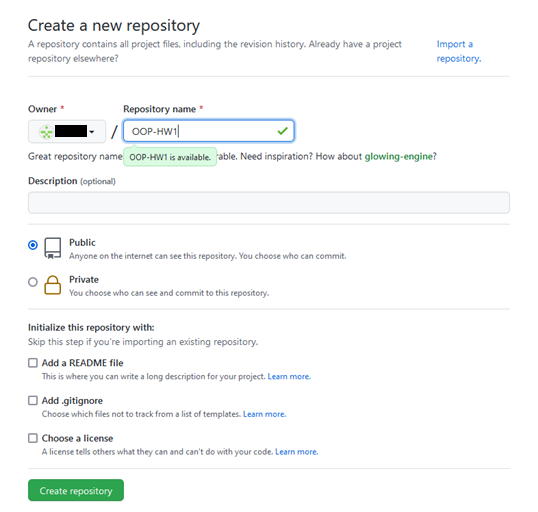 Create a new repository
A repository contains all project files, including the revision history. Already have a project
repository elsewhere?
Import a
repository.
Owner *
Repository name *
/
OOP-HW1
Great repository name
OOP-HW1 is available.
rable. Need inspiration? How about glowing-engine?
Description (optional)
Public
Anyone on the internet can see this repository. You choose who can commit.
Private
You choose who can see and commit to this repository.
Initialize this repository with:
Skip this step if you're importing an existing repository.
Add a README file
This is where you can write a long description for your project. Learn more.
Add .gitignore
Choose which files not to track from a list of templates. Learn more.
Choose a license
A license tells others what they can and can't do with your code. Learn more.
Create repository